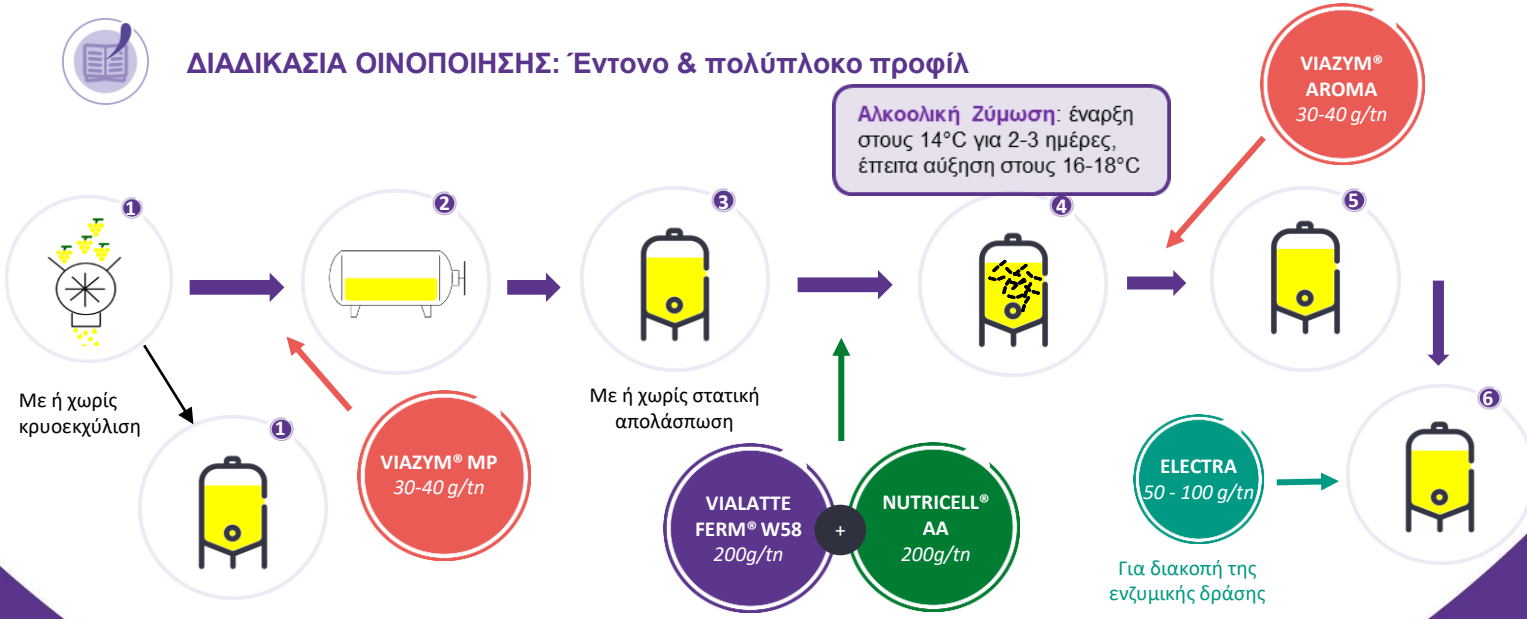 ΔΙΑΔΙΚΑΣΙΑ ΟΙΝΟΠΟΙΗΣΗΣ: Έντονο & πολύπλοκο προφίλ
VIAZYM®
AROMA
30-40 g/tn
Αλκοολική Ζύμωση: έναρξη
στους 14°C για 2-3 ημέρες,
έπειτα αύξηση στους 16-18°C
1
2
3
4
5
Με ή χωρίς
κρυοεκχύλιση
1
VIAZYM® MP
30-40 g/tn
Με ή χωρίς στατική
απολάσπωση
VIALATTE
FERM® W58
200g/tn
+
NUTRICELL®
AA
200g/tn
ELECTRA
50 - 100 g/tn
Για διακοπή της
ενζυμικής δράσης
6